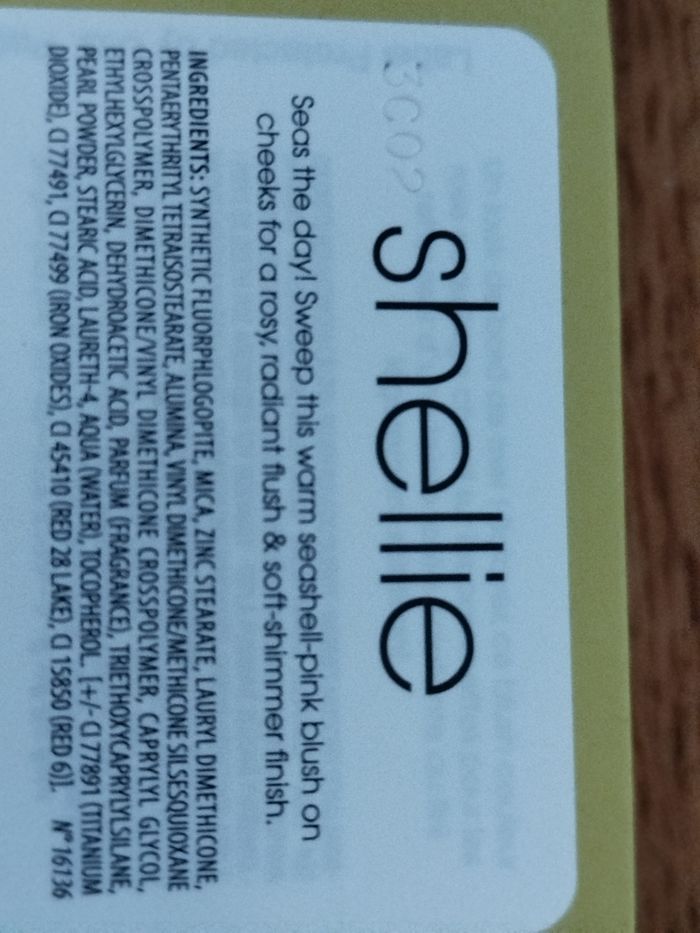 3C02
shellie
Seas the day! Sweep this warm seashell-pink blush on
cheeks for a rosy, radiant flush & soft-shimmer finish.
INGREDIENTS: SYNTHETIC FLUORPHLOGOPITE, MICA, ZINC STEARATE, LAURYL DIMETHICONE,
PENTAERYTHRITYL TETRAISOSTEARATE, ALUMINA, VINYL DIMETHICONE/METHICONE SILSESQUIOXANE
CROSSPOLYMER, DIMETHICONE/VINYL DIMETHICONE CROSSPOLYMER, CAPRYLYL GLYCOL,
ETHYLHEXYLGLYCERIN, DEHYDROACETIC ACID, PARFUM (FRAGRANCE), TRIETHOXYCAPRYLYLSILANE,
PEARL POWDER, STEARIC ACID, LAURETH-4, AQUA (WATER), TOCOPHEROL. [+/- CI 77891 (TITANIUM
DIOXIDE), CI 77491, CI 77499 (IRON OXIDES), CI 45410 (RED 28 LAKE), CI 15850 (RED 6)]. N° 16136